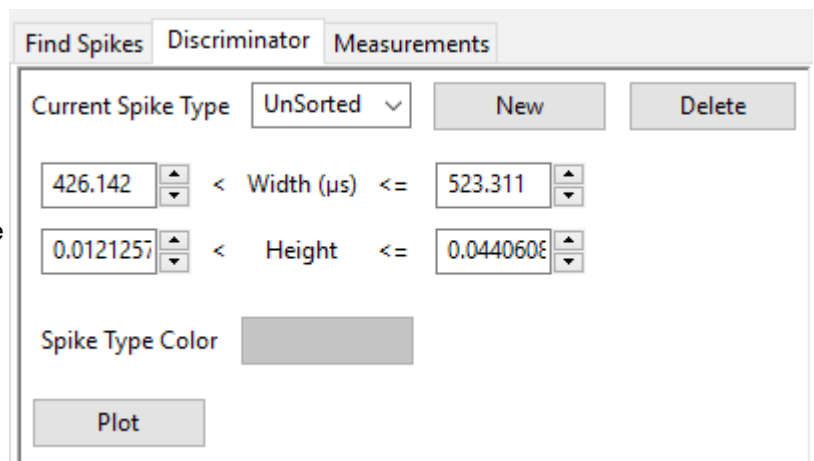 Find Spikes Discriminator Measurements
Current Spike Type UnSorted New Delete
426.142 < Width (µs) <= 523.311
e
0.0121257 < Height <= 0.0440608
Spike Type Color
Plot